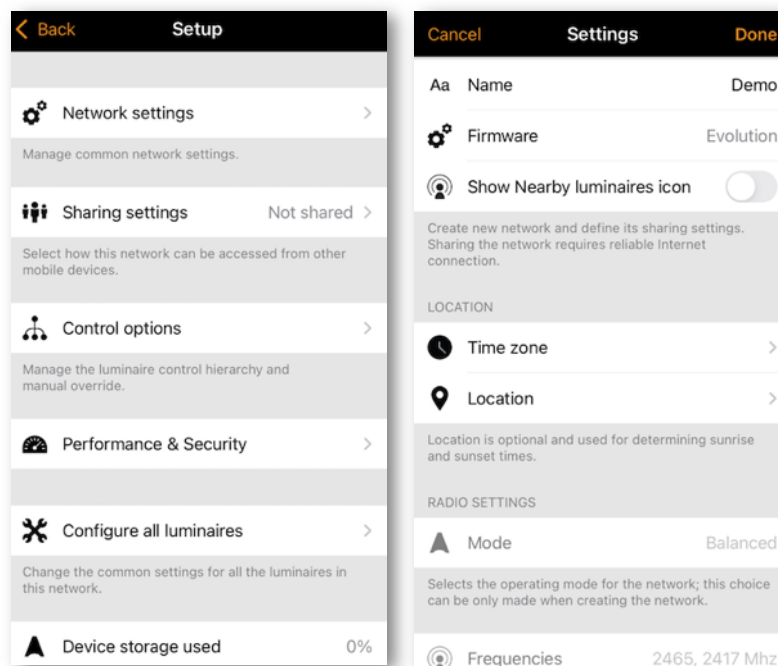 Back
Setup
Network settings
Manage common network settings.
Sharing settings
Not shared
Select how this network can be accessed from other
mobile devices.
Control options
Manage the luminaire control hierarchy and
manual override.
Performance & Security
Configure all luminaires
Change the common settings for all the luminaires in
this network.
Device storage used
0%
Cancel
Settings
Done
Aa Name
Demo
Firmware
Evolution
Show Nearby luminaires icon
Create new network and define its sharing settings.
Sharing the network requires reliable Internet
connection.
LOCATION
Time zone
Location
Location is optional and used for determining sunrise
and sunset times.
RADIO SETTINGS
Mode
Balanced
Selects the operating mode for the network; this choice
can be only made when creating the network.
Frequencies
2465, 2417 Mhz